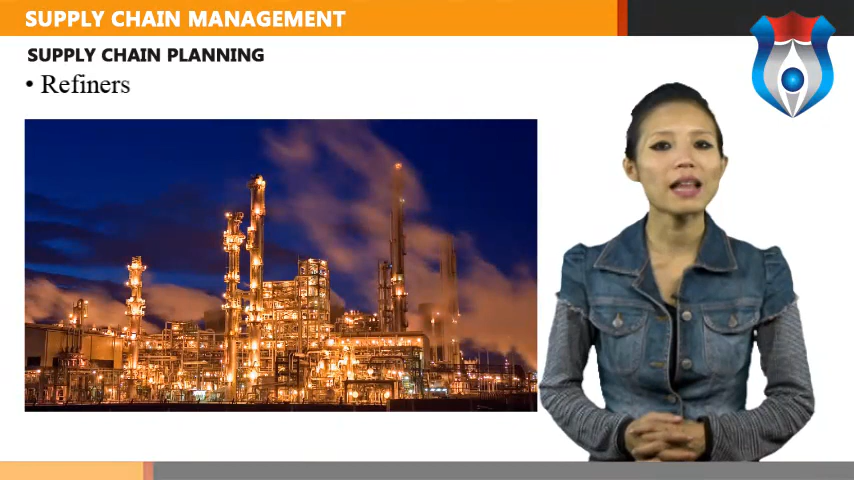 SUPPLY CHAIN MANAGEMENT
SUPPLY CHAIN PLANNING
• Refiners